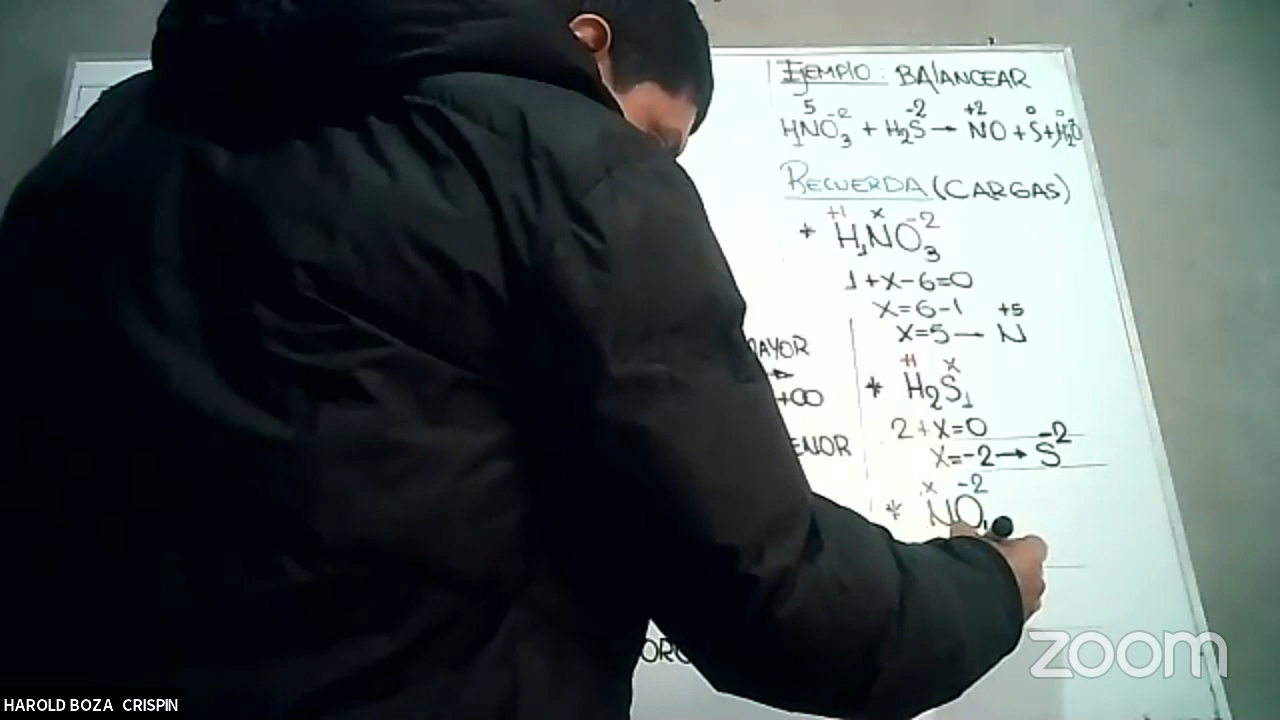 EJEMPLO: BALANCEAR
5 -2 -2 +2 0 0
HNO3 + H2S → NO + S + H2O
RECUERDA (CARGAS)
+1 x -2
* H1NO3
1+X-6=0
X=6-1 +5
X=5 → N
+1 x
* H2S1
2+X=0
X=-2 → S-2
x -2
* NO1
AYOR
+∞
ENOR
zoom
HAROLD BOZA CRISPIN